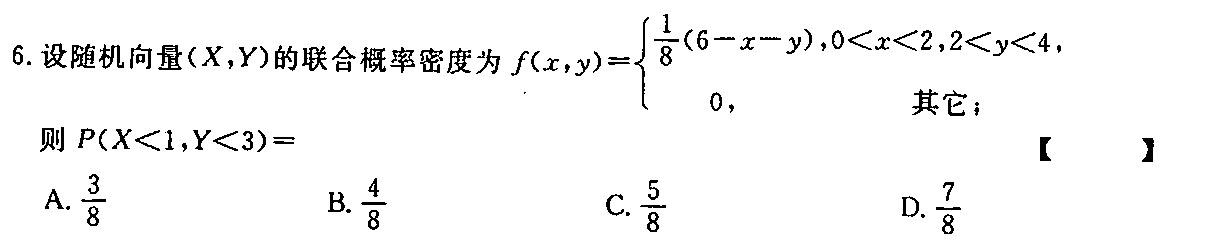 6. 设随机向量(X,Y)的联合概率密度为 f(x,y)={ 1/8(6-x-y),0<x<2,2<y<4,
0, 其它;
则 P(X<1,Y<3)= 【 】
A. 3/8 B. 4/8 C. 5/8 D. 7/8